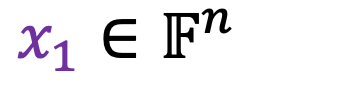 x₁ ∈ 𝔽ⁿ